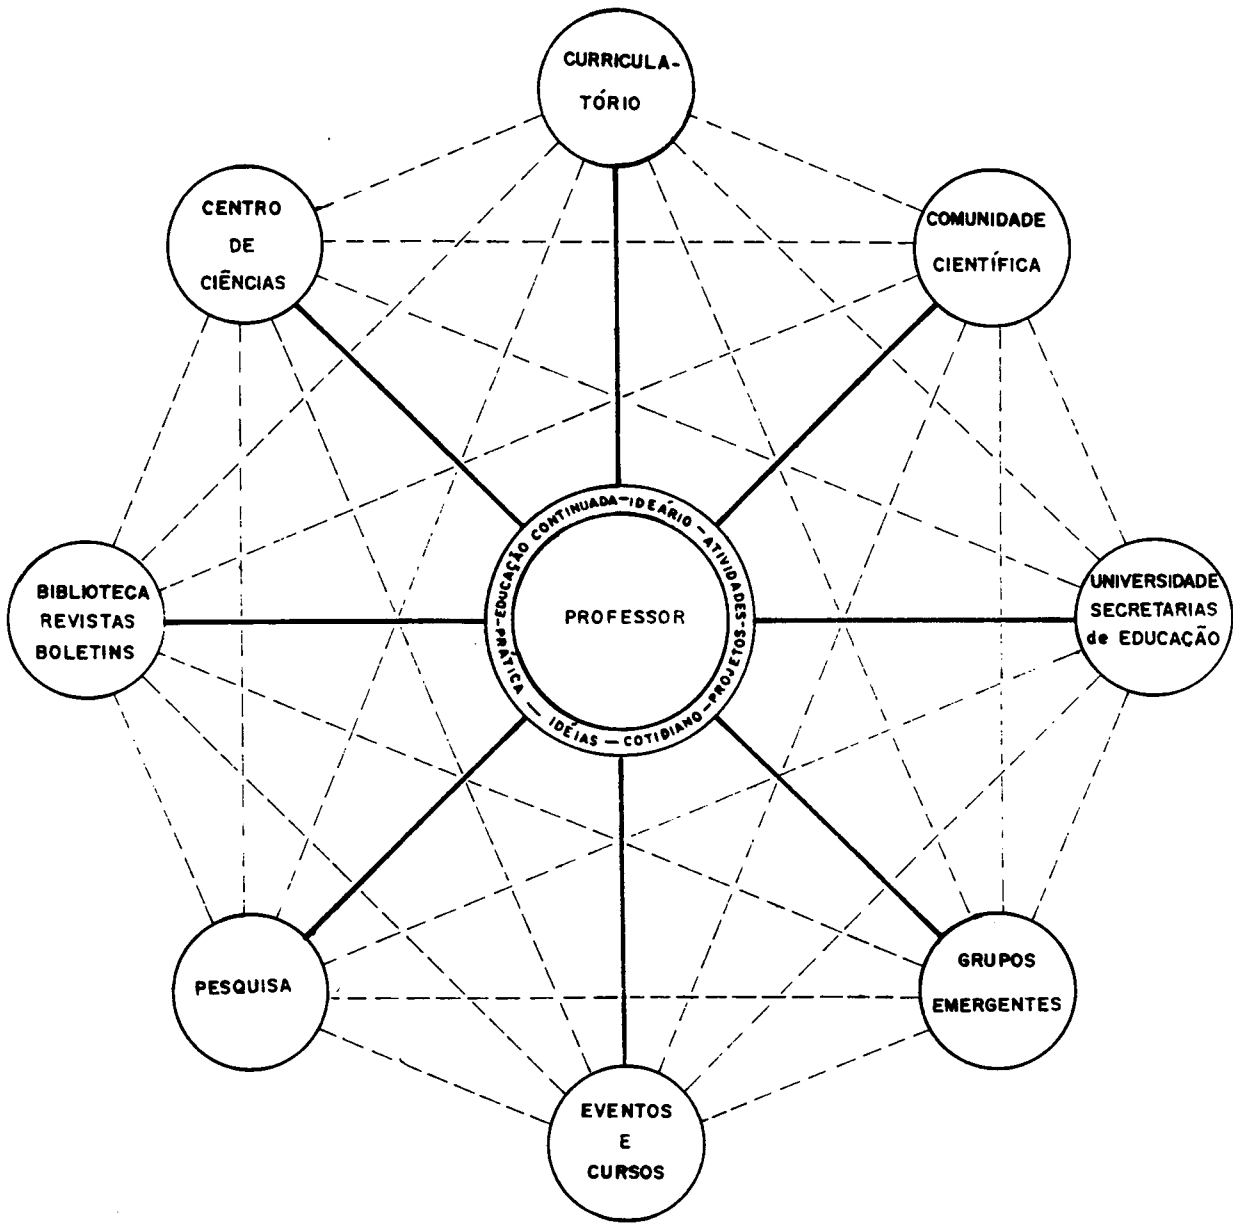 CURRICULA-
TÓRIO
CENTRO
DE
CIÊNCIAS
COMUNIDADE
CIENTÍFICA
EDUCAÇÃO CONTINUADA-IDEÁRIO-ATIVIDADES-PROJETOS-COTIDIANO-IDÉIAS-PRÁTICA-
PROFESSOR
BIBLIOTECA
REVISTAS
BOLETINS
UNIVERSIDADE
SECRETARIAS
de EDUCAÇÃO
PESQUISA
GRUPOS
EMERGENTES
EVENTOS
E
CURSOS